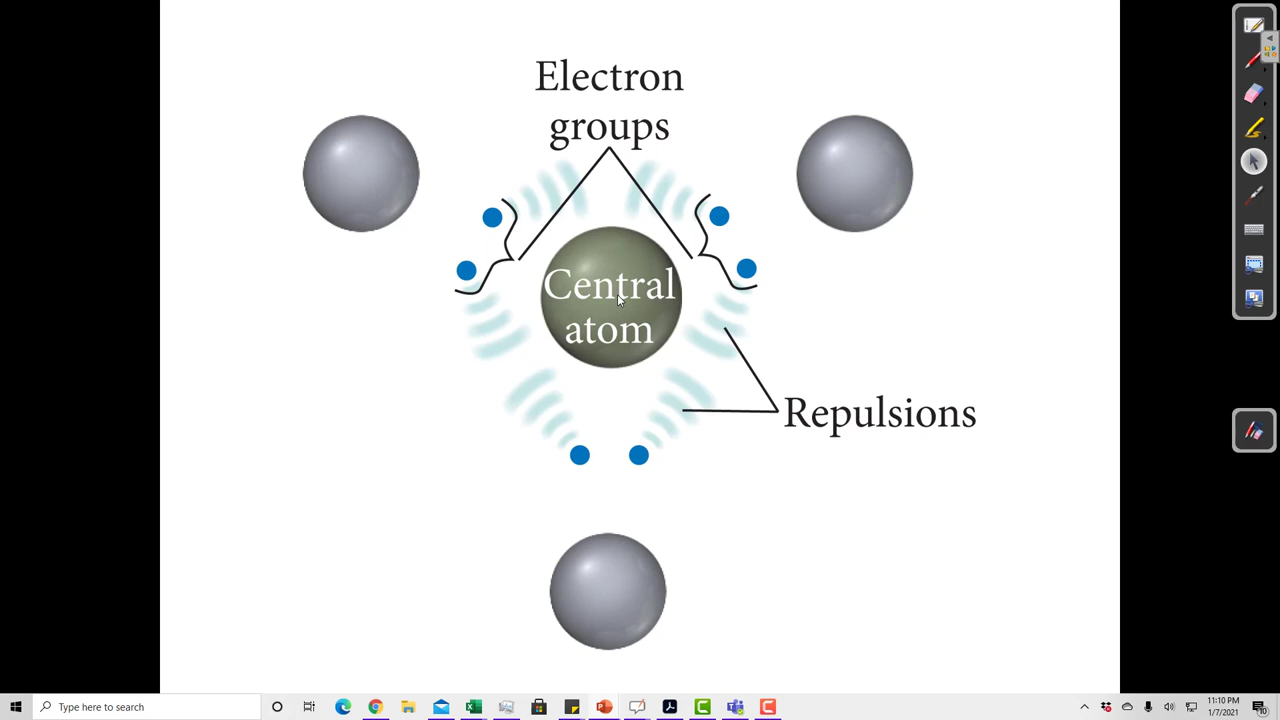 Electron
groups
Central
atom
Repulsions
Type here to search
11:10 PM
1/7/2021